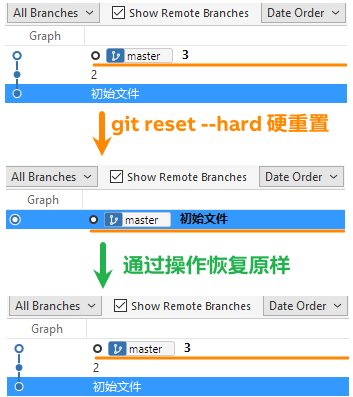 All Branches Show Remote Branches Date Order
Graph
master 3
2
初始文件
git reset --hard 硬重置
All Branches Show Remote Branches Date Order
Graph
master 初始文件
通过操作恢复原样
All Branches Show Remote Branches Date Order
Graph
master 3
2
初始文件